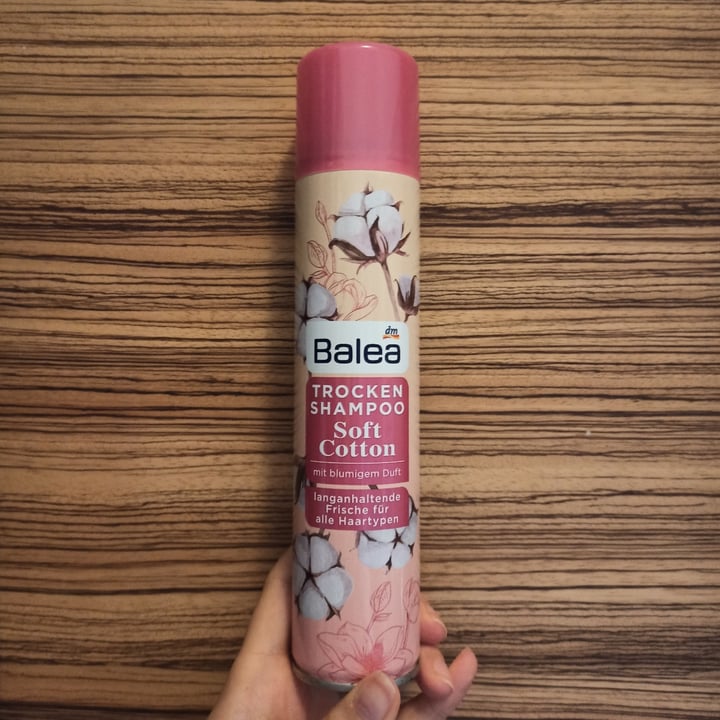 dm
Balea
TROCKEN
SHAMPOO
Soft
Cotton
mit blumigem Duft
langanhaltende
Frische für
alle Haartypen